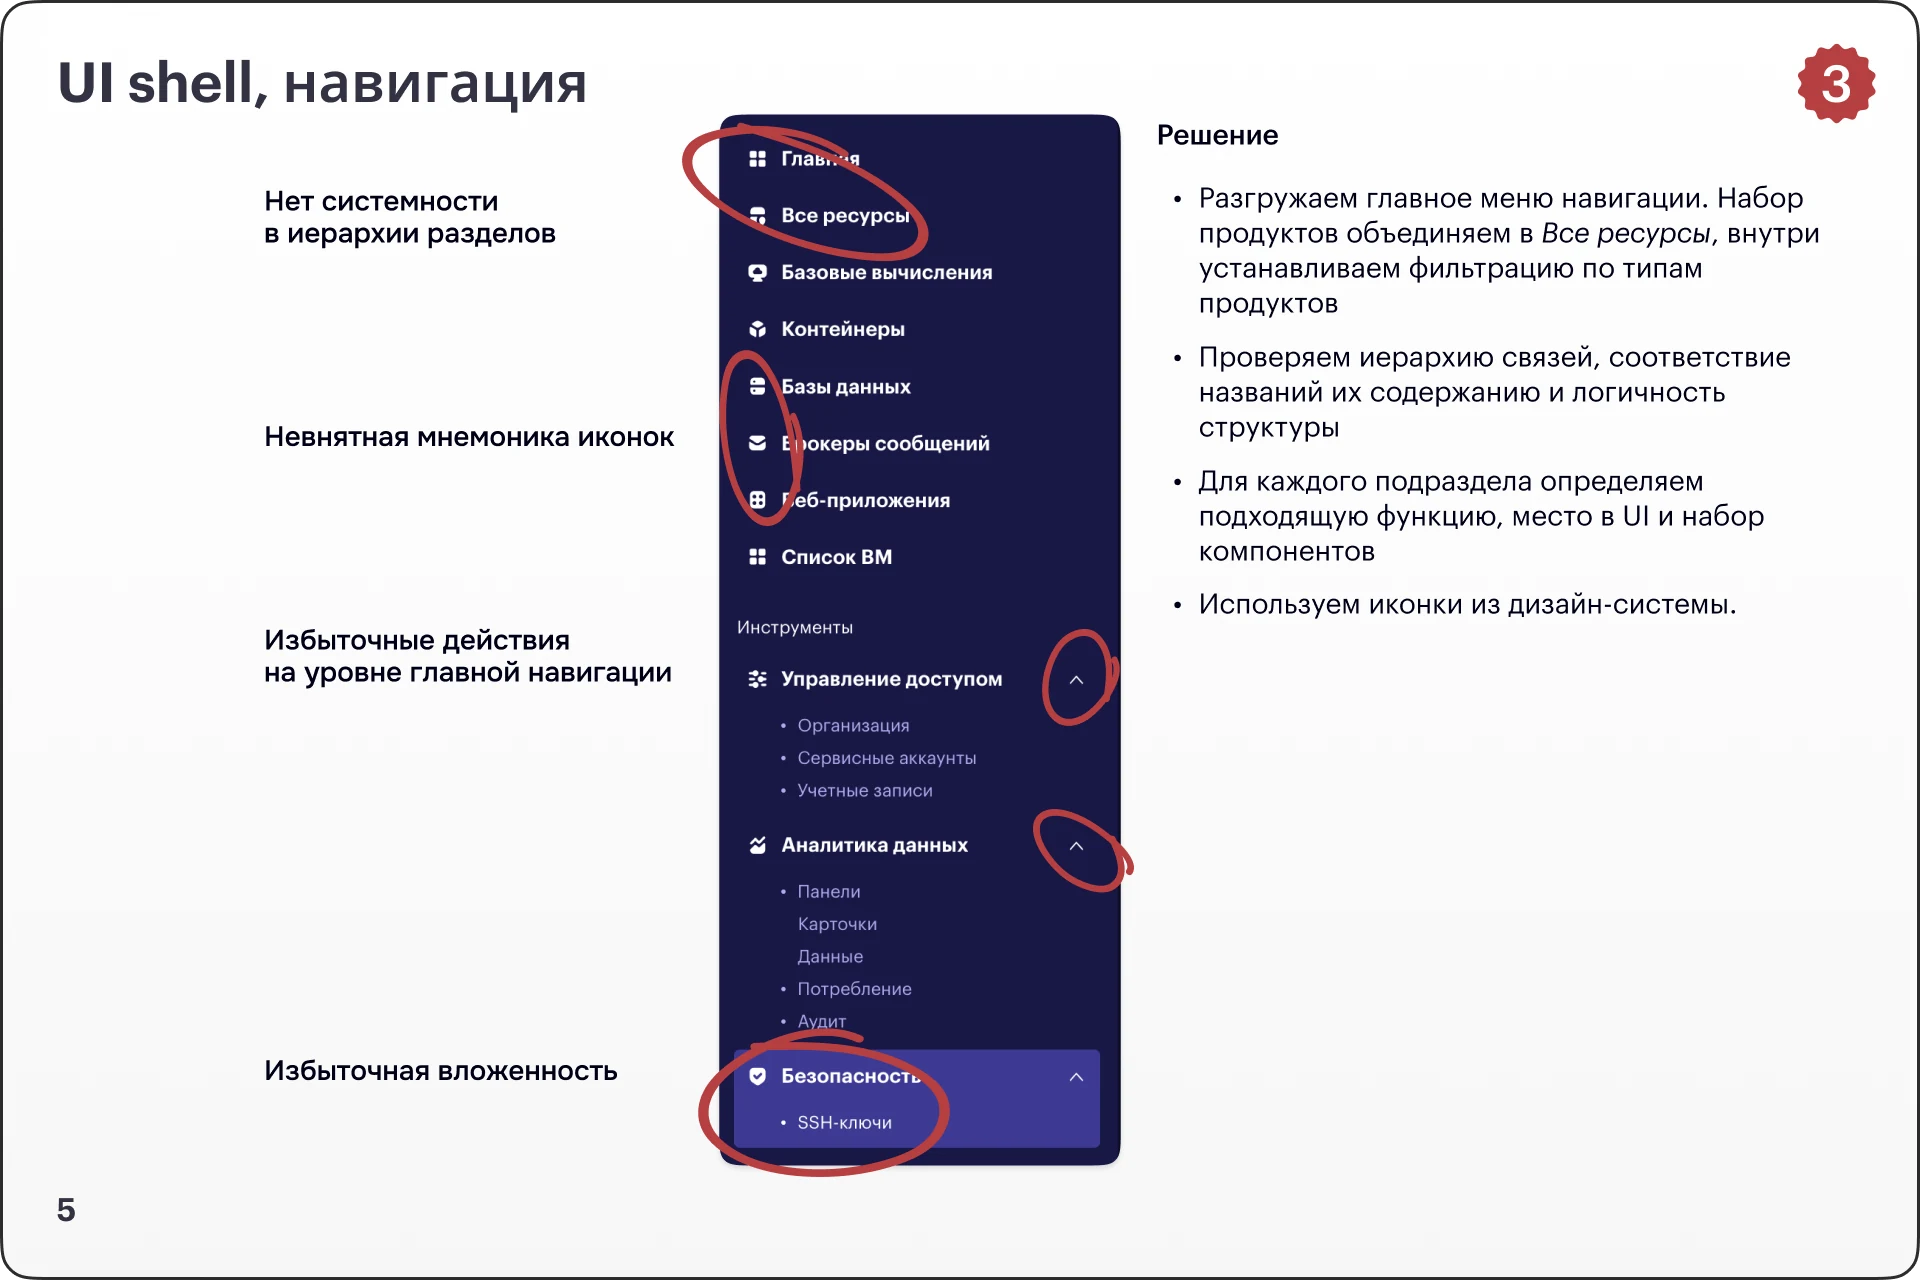 UI shell, навигация
3
Нет системности
в иерархии разделов
Невнятная мнемоника иконок
Избыточные действия
на уровне главной навигации
Избыточная вложенность
Главная
Все ресурсы
Базовые вычисления
Контейнеры
Базы данных
Брокеры сообщений
Веб-приложения
Список ВМ
Инструменты
Управление доступом
• Организация
• Сервисные аккаунты
• Учетные записи
Аналитика данных
• Панели
Карточки
Данные
• Потребление
• Аудит
Безопасность
• SSH-ключи
Решение
• Разгружаем главное меню навигации. Набор
продуктов объединяем в Все ресурсы, внутри
устанавливаем фильтрацию по типам
продуктов
• Проверяем иерархию связей, соответствие
названий их содержанию и логичность
структуры
• Для каждого подраздела определяем
подходящую функцию, место в UI и набор
компонентов
• Используем иконки из дизайн-системы.
5